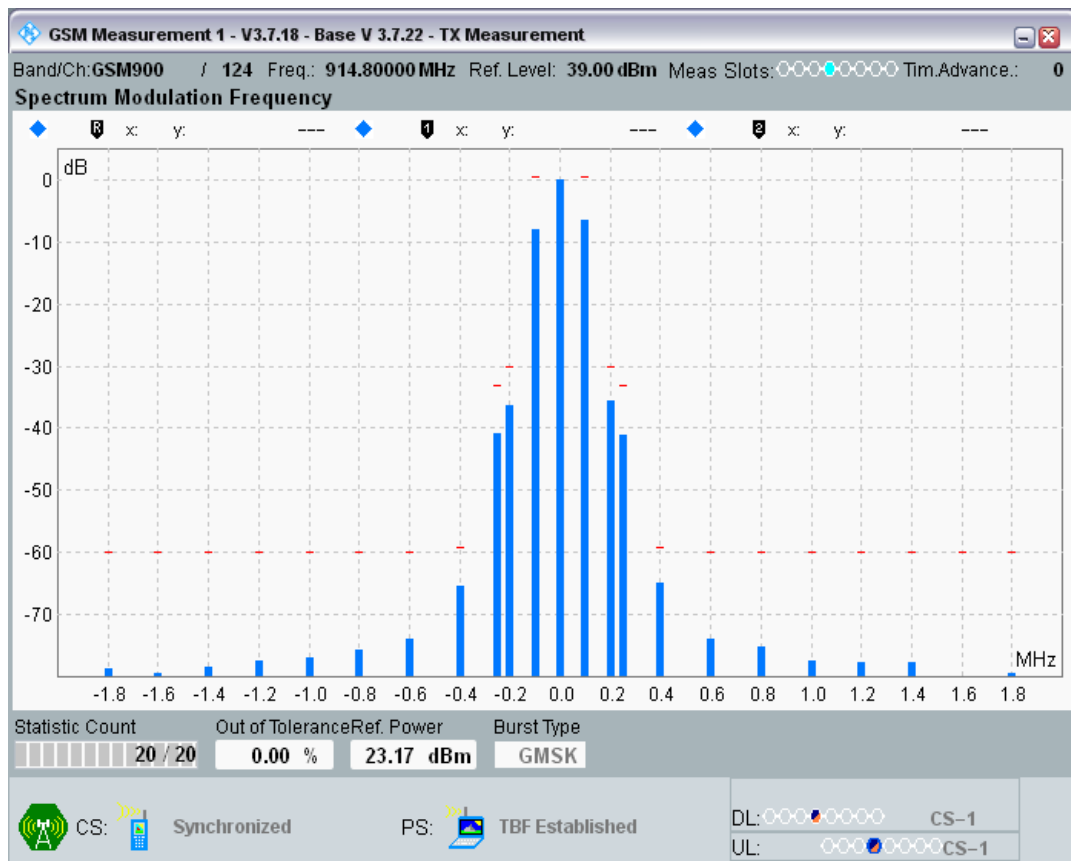 GSM Measurement 1 - V3.7.18 - Base V 3.7.22 - TX Measurement
Band/Ch:GSM900 / 124 Freq.: 914.80000 MHz Ref. Level: 39.00 dBm Meas Slots: Tim.Advance.: 0
Spectrum Modulation Frequency
R x: y: --- 1 x: y: --- 2 x: y: ---
dB
0
-10
-20
-30
-40
-50
-60
-70
MHz
-1.8 -1.6 -1.4 -1.2 -1.0 -0.8 -0.6 -0.4 -0.2 0.0 0.2 0.4 0.6 0.8 1.0 1.2 1.4 1.6 1.8
Statistic Count Out of Tolerance Ref. Power Burst Type
20 / 20 0.00 % 23.17 dBm GMSK
CS: Synchronized PS: TBF Established
DL: CS-1
UL: CS-1